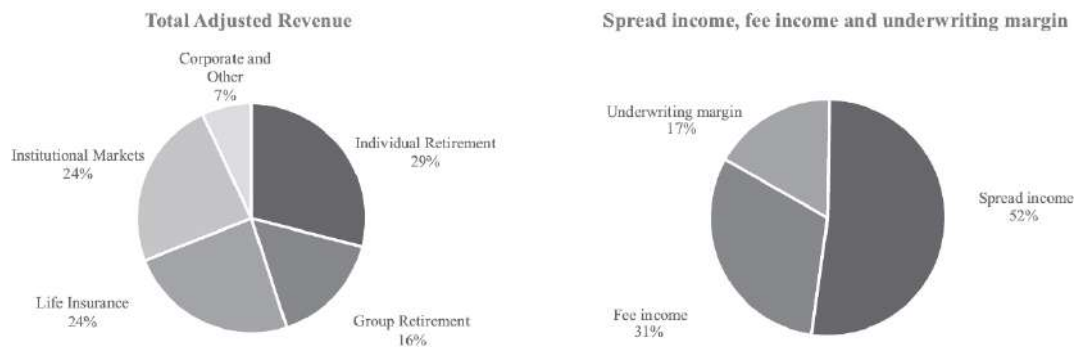 Total Adjusted Revenue
Corporate and
Other
7%
Individual Retirement
29%
Institutional Markets
24%
Life Insurance
24%
Group Retirement
16%
Spread income, fee income and underwriting margin
Underwriting margin
17%
Spread income
52%
Fee income
31%